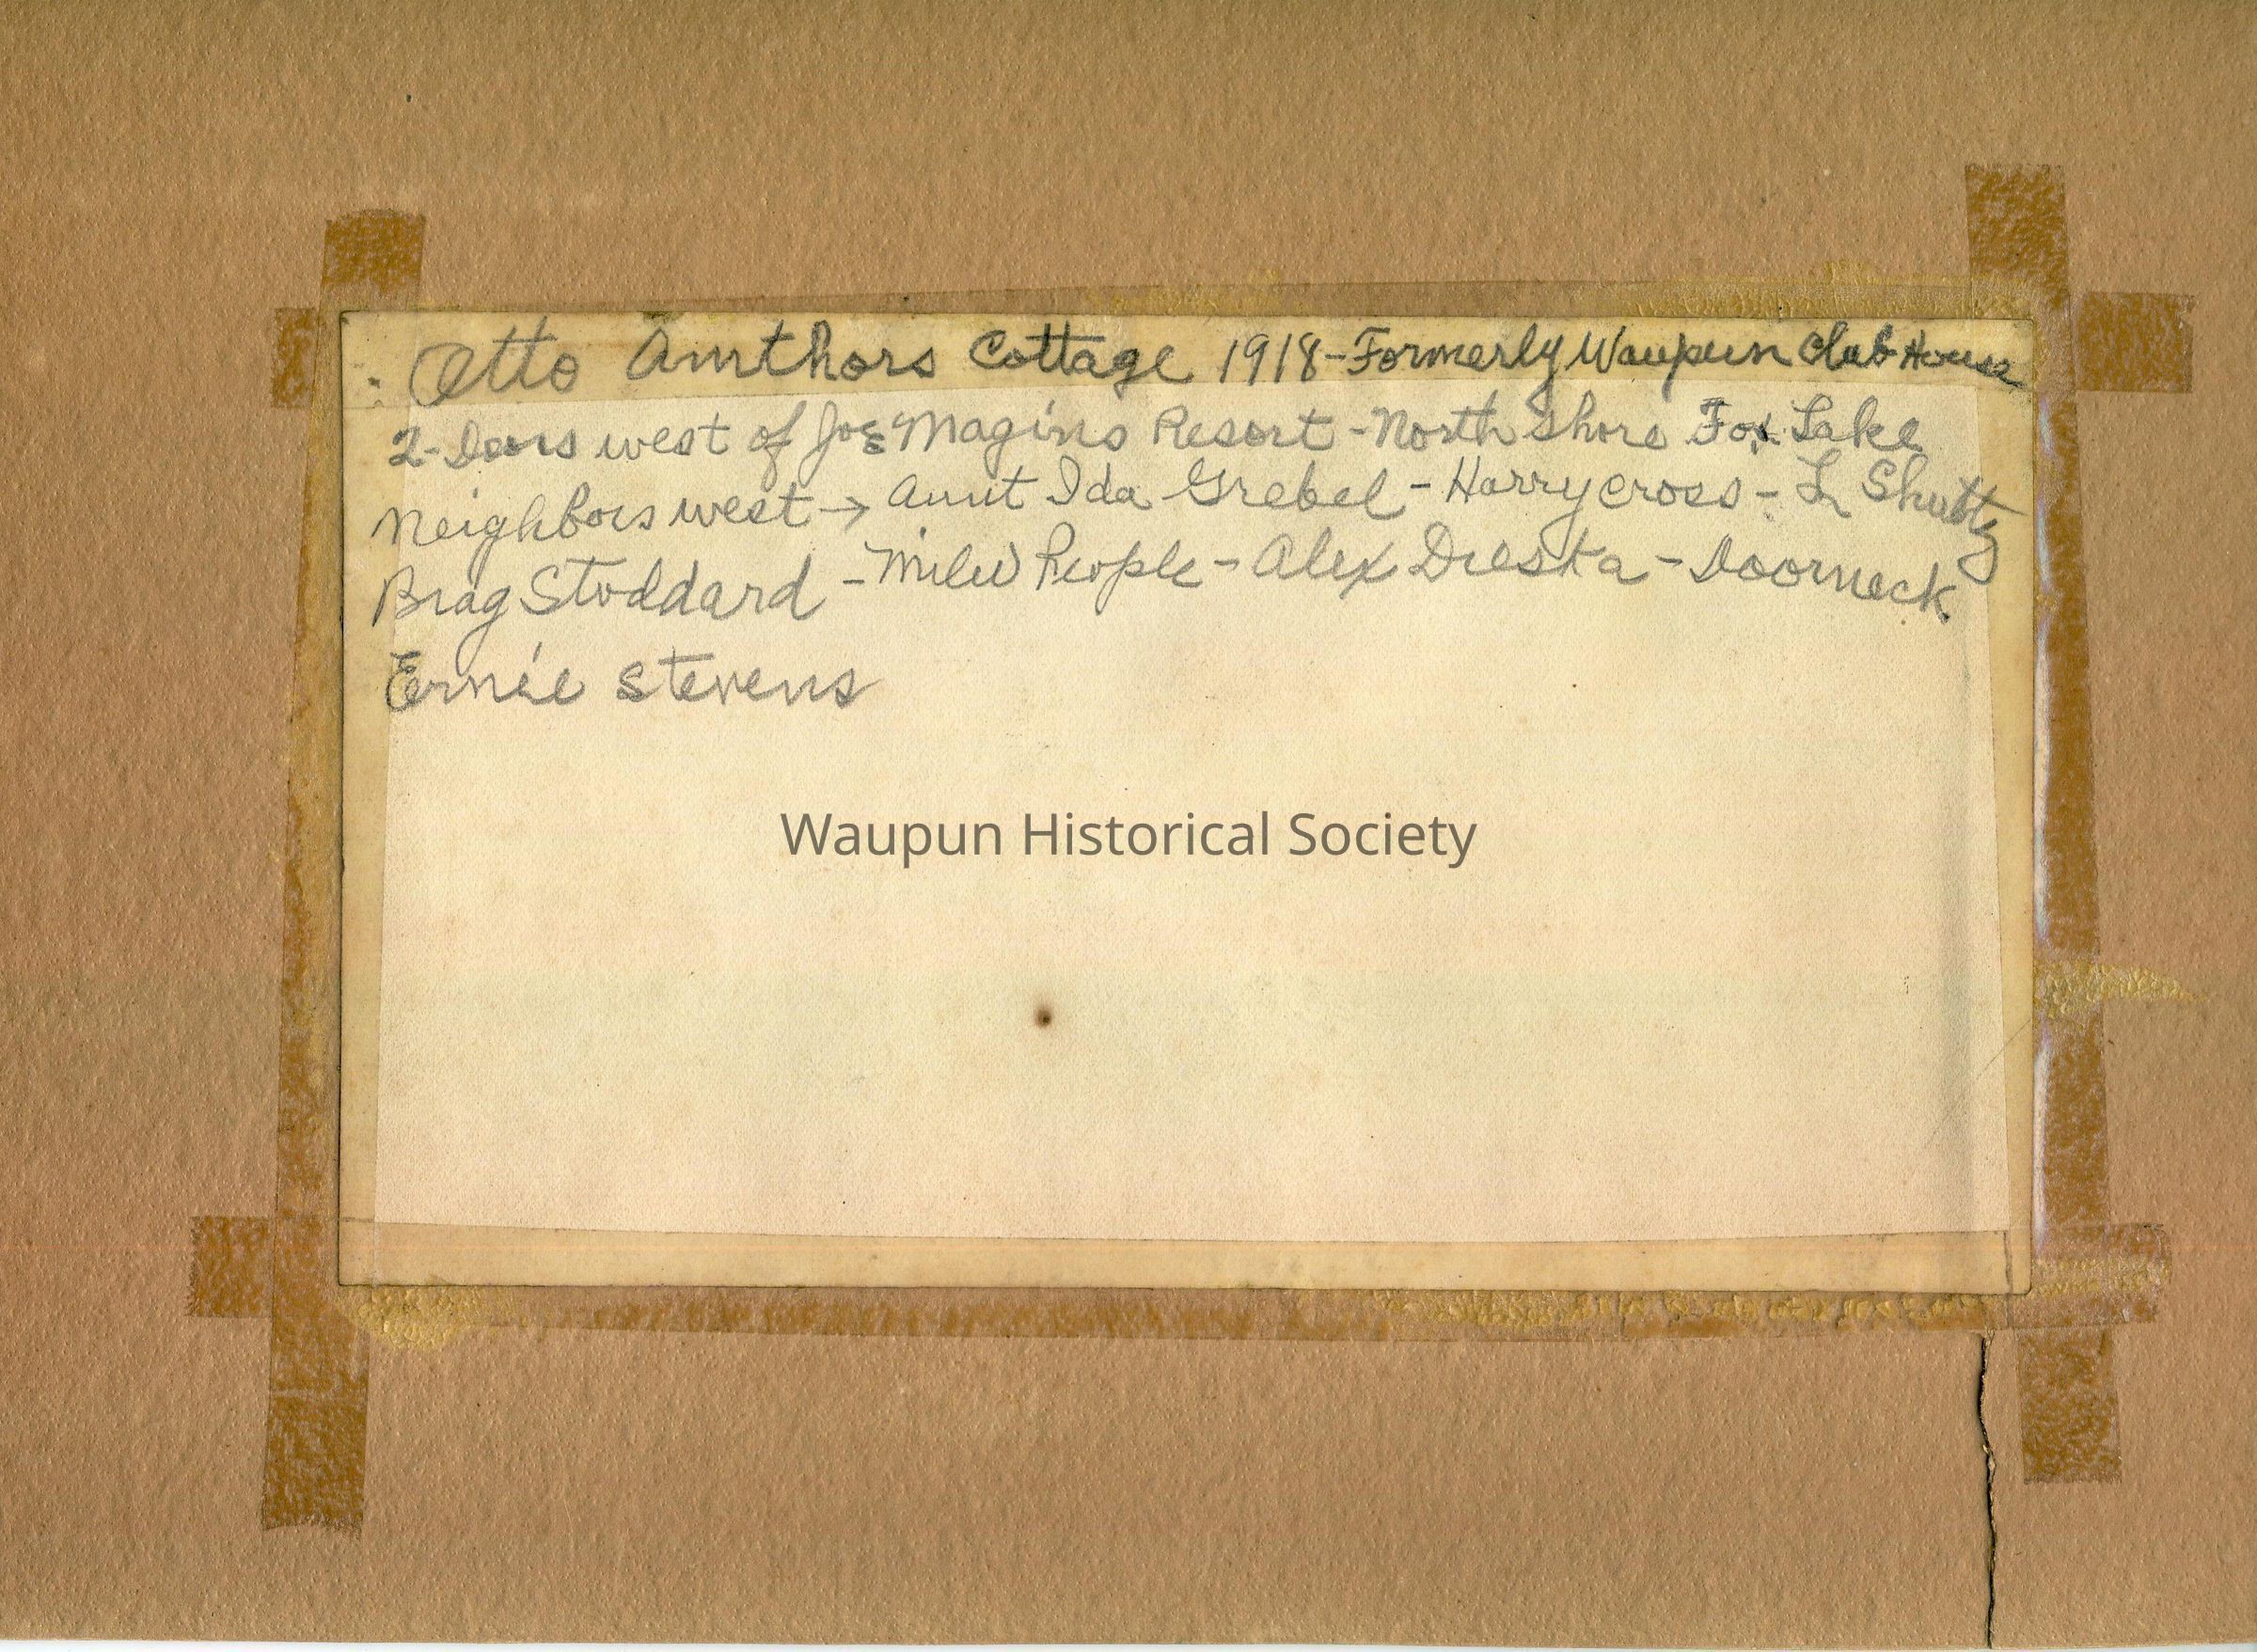 Otto Amthors Cottage 1918-Formerly Waupun Club House
2-Doors west of Joe Magins Resort-North Shore Fox Lake
Neighbors west → Aunt Ida Grebel - Harry Cross - L Shultz
Brag Stoddard - Milw People - Alex Dresta - Doorneck.
Ernie Stevens
Waupun Historical Society